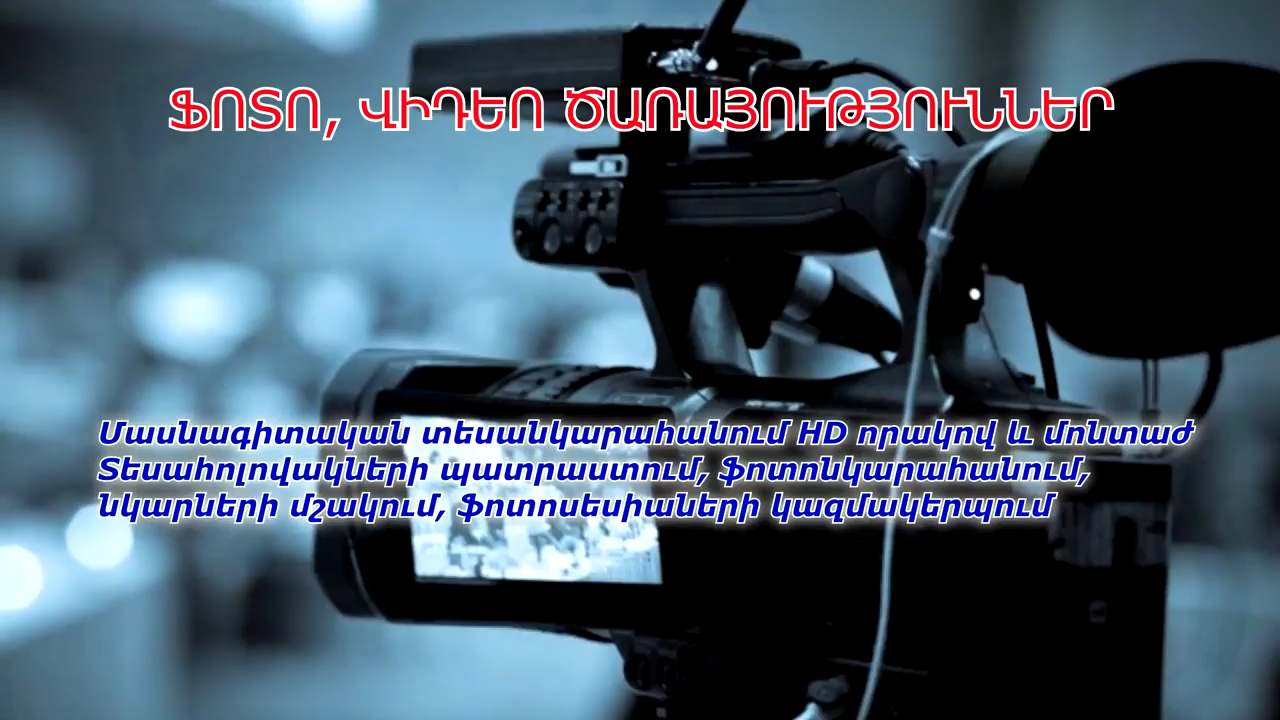 ՖՈՏՈ, ՎԻԴԵՈ ԾԱՌԱՅՈՒԹՅՈՒՆՆԵՐ
Մասնագիտական տեսանկարահանում HD որակով և մոնտաժ
Տեսահոլովակների պատրաստում, ֆոտոնկարահանում,
նկարների մշակում, ֆոտոսեսիաների կազմակերպում